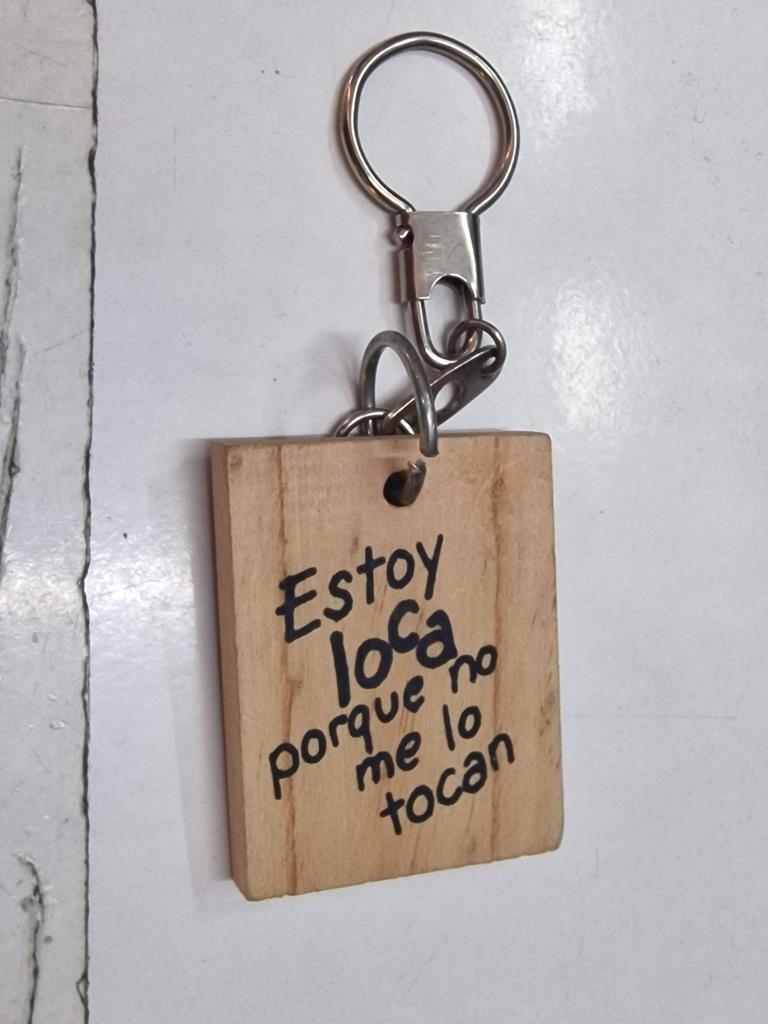 Estoy
loca
porque no
me lo
tocan